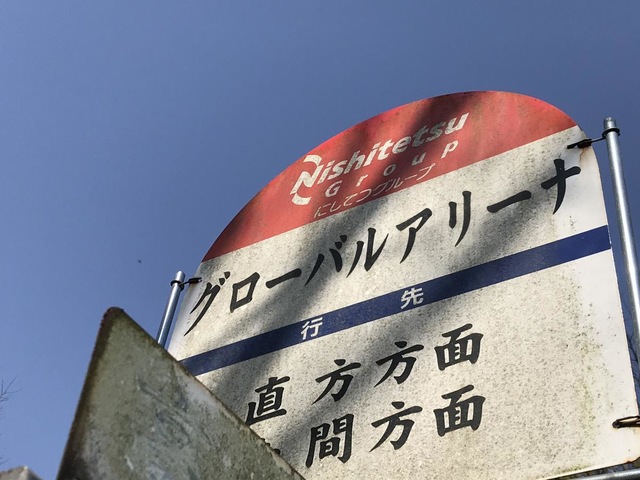 Nishitetsu
Group
にしてつグループ
グローバルアリーナ
行先
直方方面
間方面